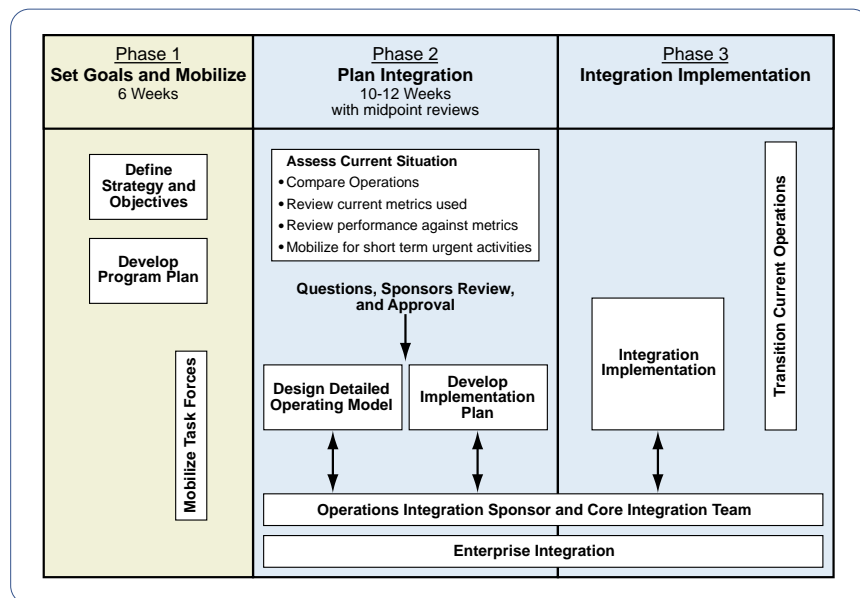 Phase 1
Set Goals and Mobilize
6 Weeks
Phase 2
Plan Integration
10-12 Weeks
with midpoint reviews
Phase 3
Integration Implementation
Define
Strategy and
Objectives
Develop
Program Plan
Mobilize Task Forces
Assess Current Situation
• Compare Operations
• Review current metrics used
• Review performance against metrics
• Mobilize for short term urgent activities
Questions, Sponsors Review,
and Approval
Design Detailed
Operating Model
Develop
Implementation
Plan
Integration
Implementation
Transition Current Operations
Operations Integration Sponsor and Core Integration Team
Enterprise Integration